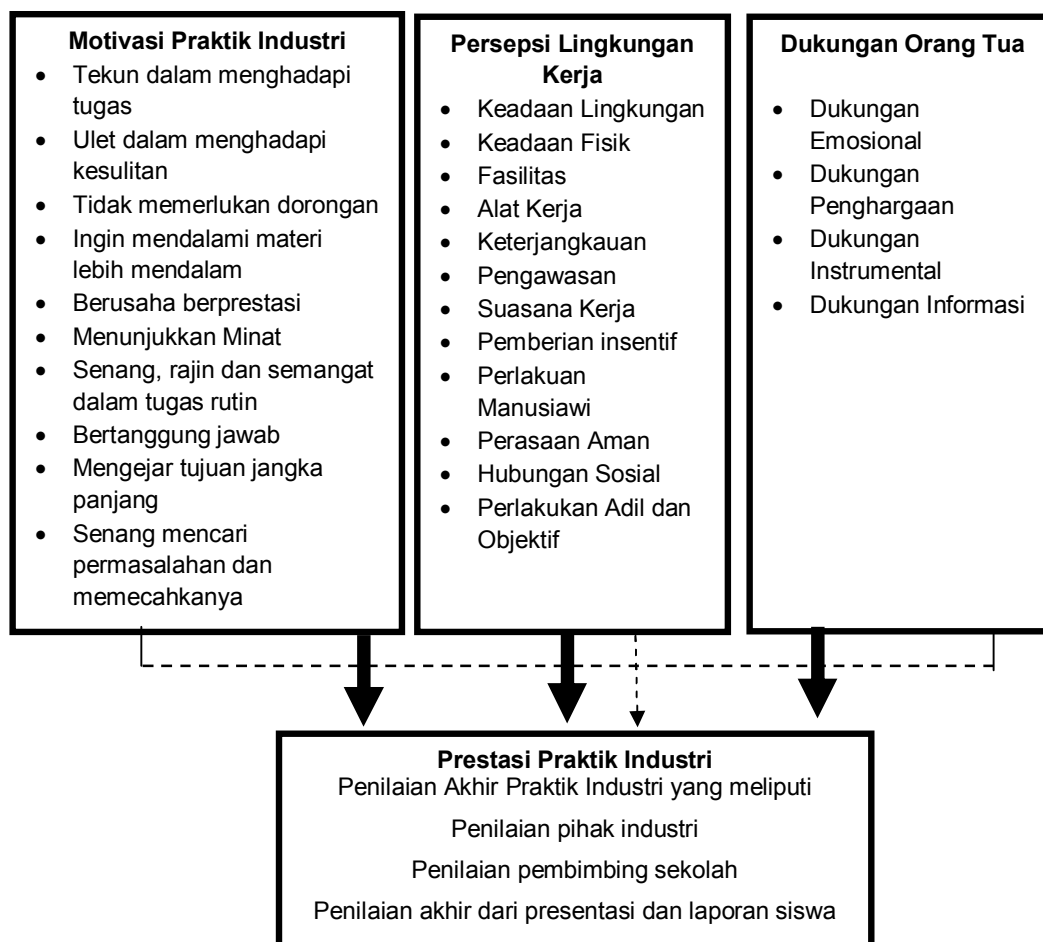 Motivasi Praktik Industri
• Tekun dalam menghadapi
tugas
• Ulet dalam menghadapi
kesulitan
• Tidak memerlukan dorongan
• Ingin mendalami materi
lebih mendalam
• Berusaha berprestasi
• Menunjukkan Minat
• Senang, rajin dan semangat
dalam tugas rutin
• Bertanggung jawab
• Mengejar tujuan jangka
panjang
• Senang mencari
permasalahan dan
memecahkanya
Persepsi Lingkungan
Kerja
• Keadaan Lingkungan
• Keadaan Fisik
• Fasilitas
• Alat Kerja
• Keterjangkauan
• Pengawasan
• Suasana Kerja
• Pemberian insentif
• Perlakuan
Manusiawi
• Perasaan Aman
• Hubungan Sosial
• Perlakukan Adil dan
Objektif
Dukungan Orang Tua
• Dukungan
Emosional
• Dukungan
Penghargaan
• Dukungan
Instrumental
• Dukungan Informasi
Prestasi Praktik Industri
Penilaian Akhir Praktik Industri yang meliputi
Penilaian pihak industri
Penilaian pembimbing sekolah
Penilaian akhir dari presentasi dan laporan siswa